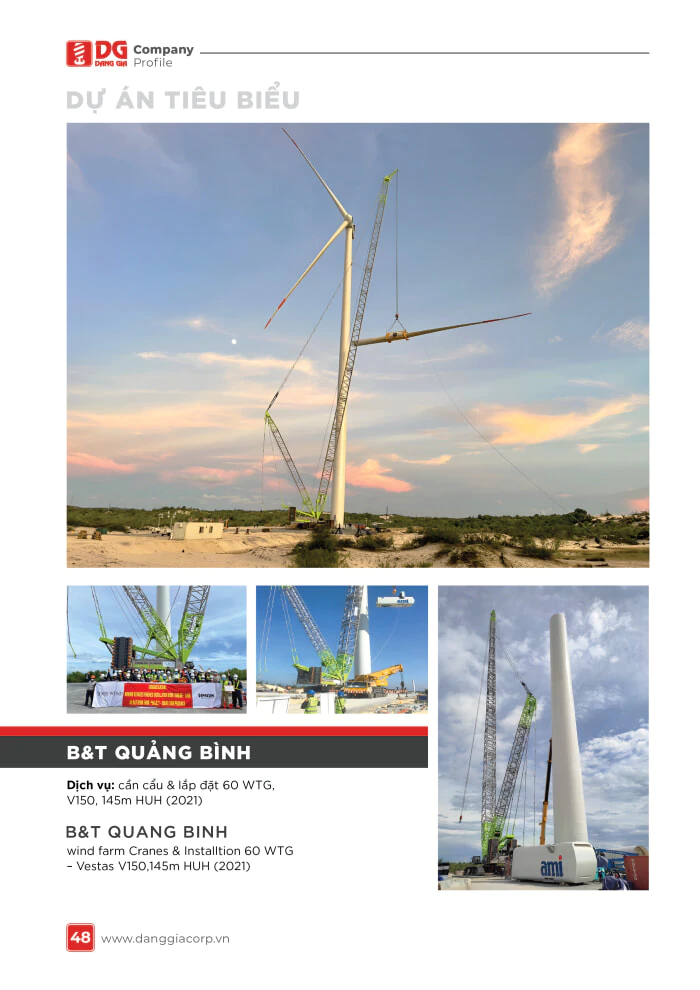 DG
DANG GIA
Company
Profile
DỰ ÁN TIÊU BIỂU
ami
ami
B&T QUẢNG BÌNH
Dịch vụ: cần cẩu & lắp đặt 60 WTG,
V150, 145m HUH (2021)
B&T QUANG BINH
wind farm Cranes & Installtion 60 WTG
– Vestas V150,145m HUH (2021)
48
www.danggiacorp.vn